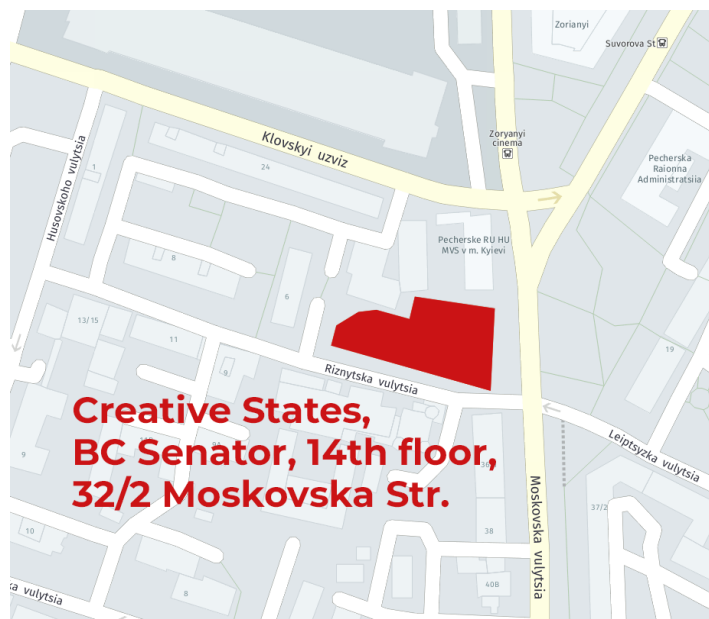 Zorianyi
Suvorova St
Klovskyi uzviz
Zoryanyi
cinema
Pecherska
Raionna
Administratsiia
Husovskoho vulytsia
1
24
Pecherske RU HU
MVS v m. Kyievi
8
6
13/15
11
19
9
Riznytska vulytsia
Creative States,
BC Senator, 14th floor,
32/2 Moskovska Str.
9
Leiptsyzka vulytsia
Moskovska vulytsia
37/2
10
38
40B
8
ka vulytsia